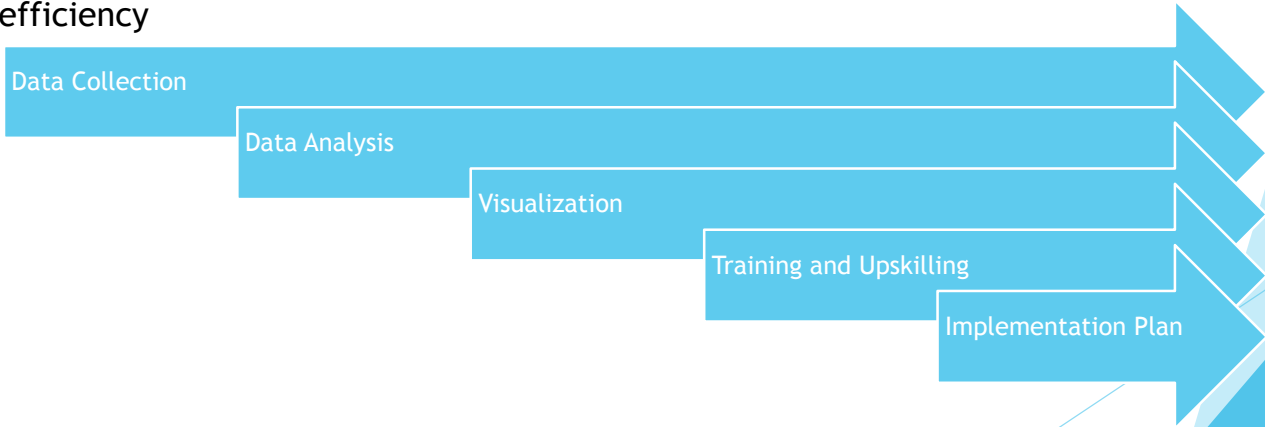 efficiency
Data Collection
Data Analysis
Visualization
Training and Upskilling
Implementation Plan